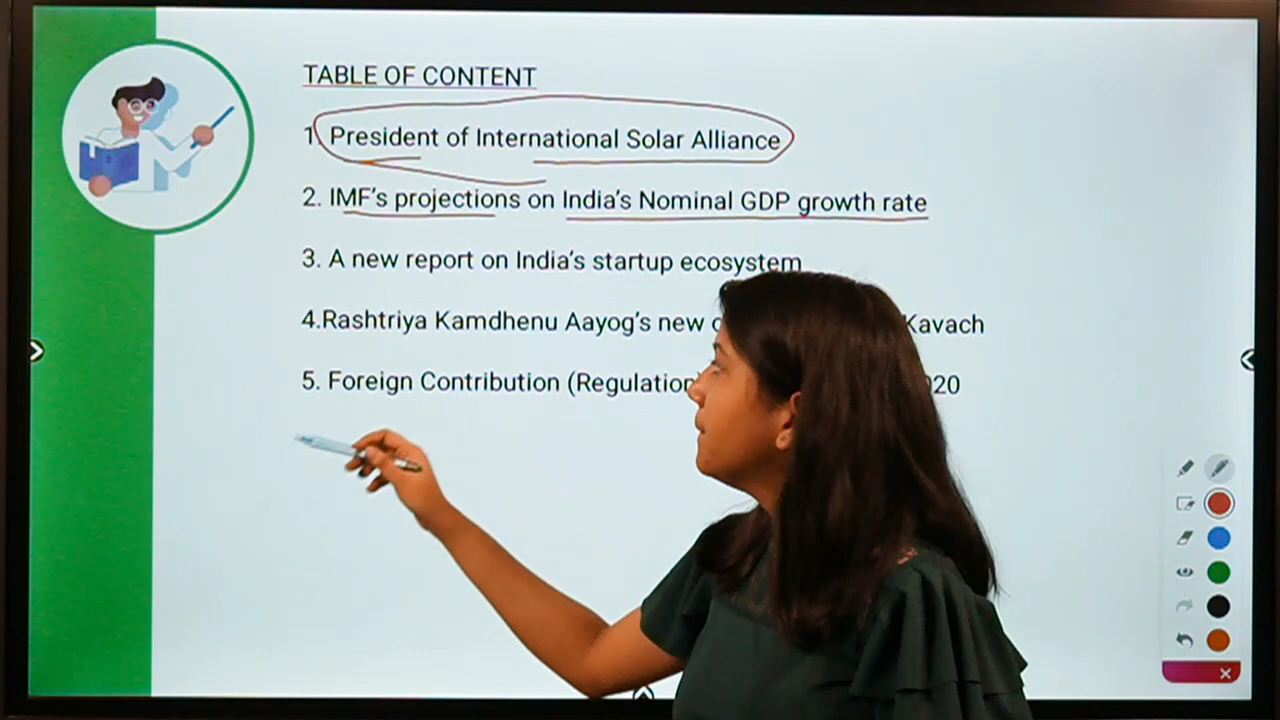 TABLE OF CONTENT
1. President of International Solar Alliance
2. IMF's projections on India's Nominal GDP growth rate
3. A new report on India's startup ecosystem
4.Rashtriya Kamdhenu Aayog's new Kavach
5. Foreign Contribution (Regulation 20